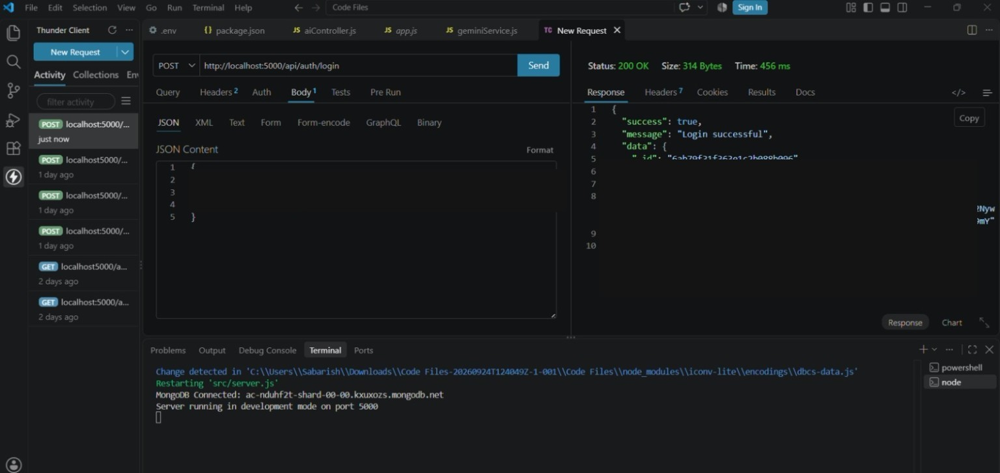 File Edit Selection View Go Run Terminal Help Code Files Sign In
Thunder Client
.env {} package.json JS aiController.js JS app.js JS geminiService.js TC New Request
New Request
Activity Collections Env
filter activity
POST localhost:5000/...
just now
POST localhost:5000/...
1 day ago
POST localhost5000/...
1 day ago
POST localhost:5000/...
1 day ago
GET localhost5000/a...
2 days ago
GET localhost:5000/a...
2 days ago
POST http://localhost:5000/api/auth/login Send
Query Headers 2 Auth Body 1 Tests Pre Run
JSON XML Text Form Form-encode GraphQL Binary
JSON Content Format
1 {
2
3
4
5 }
Status: 200 OK Size: 314 Bytes Time: 456 ms
Response Headers 7 Cookies Results Docs </>
Copy
1 {
2 "success": true,
3 "message": "Login successful",
4 "data": {
5
6
7
8
9
10
Response Chart
Problems Output Debug Console Terminal Ports
Change detected in 'C:\\Users\\Sabarish\\Downloads\\Code Files-20260924T124049Z-1-001\\Code Files\\node_modules\\iconv-lite\\encodings\\dbcs-data.js'
Restarting 'src/server.js'
MongoDB Connected: ac-nduhf2t-shard-00-00.kxuxozs.mongodb.net
Server running in development mode on port 5000
powershell
node